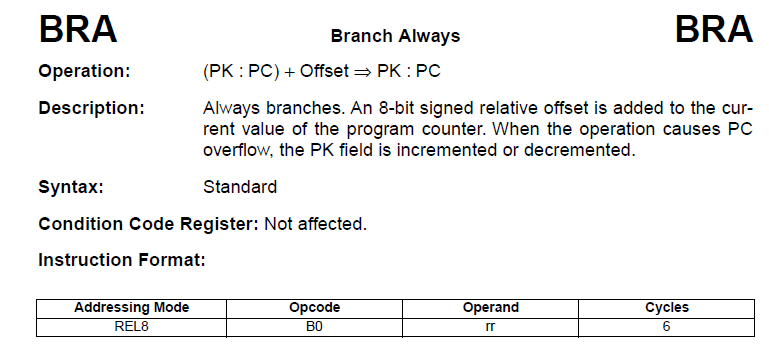 BRA Branch Always BRA
Operation: (PK : PC) + Offset ⇒ PK : PC
Description: Always branches. An 8-bit signed relative offset is added to the cur-
rent value of the program counter. When the operation causes PC
overflow, the PK field is incremented or decremented.
Syntax: Standard
Condition Code Register: Not affected.
Instruction Format:
Addressing Mode Opcode Operand Cycles
REL8 B0 rr 6